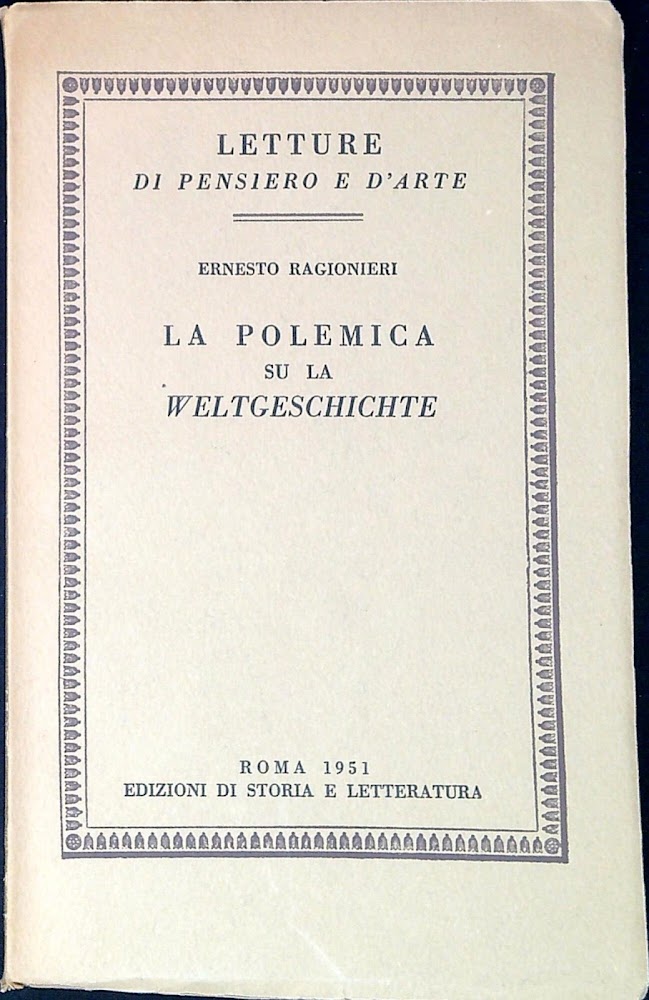 LETTURE
DI PENSIERO E D'ARTE
ERNESTO RAGIONIERI
LA POLEMICA
SU LA
WELTGESCHICHTE
ROMA 1951
EDIZIONI DI STORIA E LETTERATURA